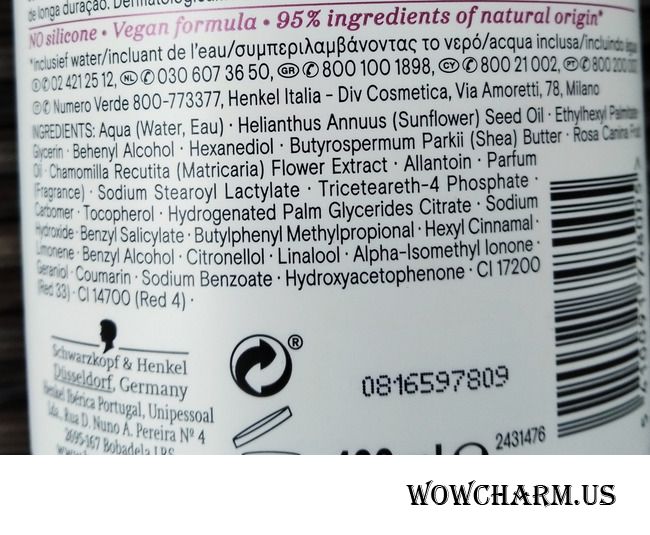 de longa duração.
NO silicone • Vegan formula • 95% ingredients of natural origin*
*inclusief water/incluant de l'eau/συμπεριλαμβάνοντας το νερό/acqua inclusa/incluindo água
02 421 25 12, NL 030 607 36 50, GR 800 100 1898, CY 800 21 002, PT 800 200
Numero Verde 800-773377, Henkel Italia - Div Cosmetica, Via Amoretti, 78, Milano
INGREDIENTS: Aqua (Water, Eau) · Helianthus Annuus (Sunflower) Seed Oil · Ethylhexyl Palmitate
Glycerin · Behenyl Alcohol · Hexanediol · Butyrospermum Parkii (Shea) Butter · Rosa Canina Fruit
Oil · Chamomilla Recutita (Matricaria) Flower Extract · Allantoin · Parfum
(Fragrance) · Sodium Stearoyl Lactylate · Triceteareth-4 Phosphate ·
Carbomer · Tocopherol · Hydrogenated Palm Glycerides Citrate · Sodium
Hydroxide · Benzyl Salicylate · Butylphenyl Methylpropional · Hexyl Cinnamal ·
Limonene · Benzyl Alcohol · Citronellol · Linalool · Alpha-Isomethyl Ionone ·
Geraniol · Coumarin · Sodium Benzoate · Hydroxyacetophenone · CI 17200
(Red 33) · CI 14700 (Red 4) ·
Schwarzkopf & Henkel
Düsseldorf, Germany
Henkel Ibérica Portugal, Unipessoal
Lda. Rua D. Nuno A. Pereira Nº 4
2695-167 Bobadela LRS
®
0816597809
2431476
WOWCHARM.US